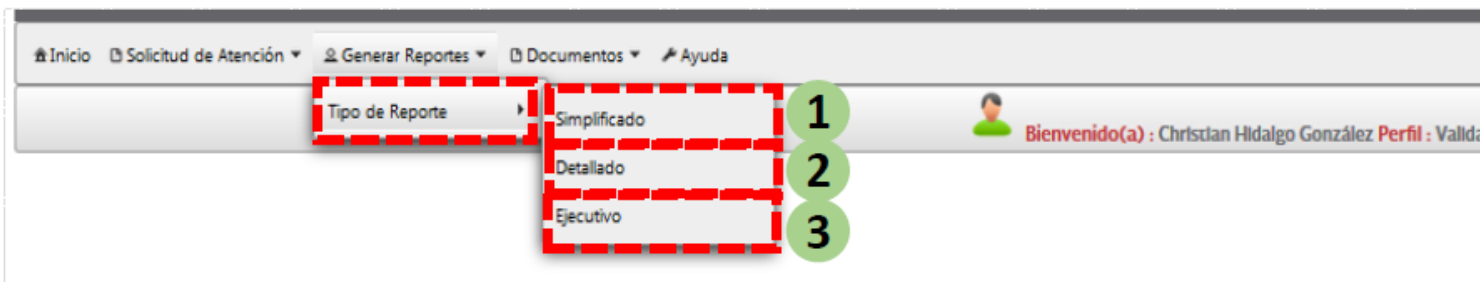 Inicio Solicitud de Atención Generar Reportes Documentos Ayuda
Tipo de Reporte
Simplificado 1
Detallado 2
Ejecutivo 3
Bienvenido(a) : Christian Hidalgo González Perfil : Valida